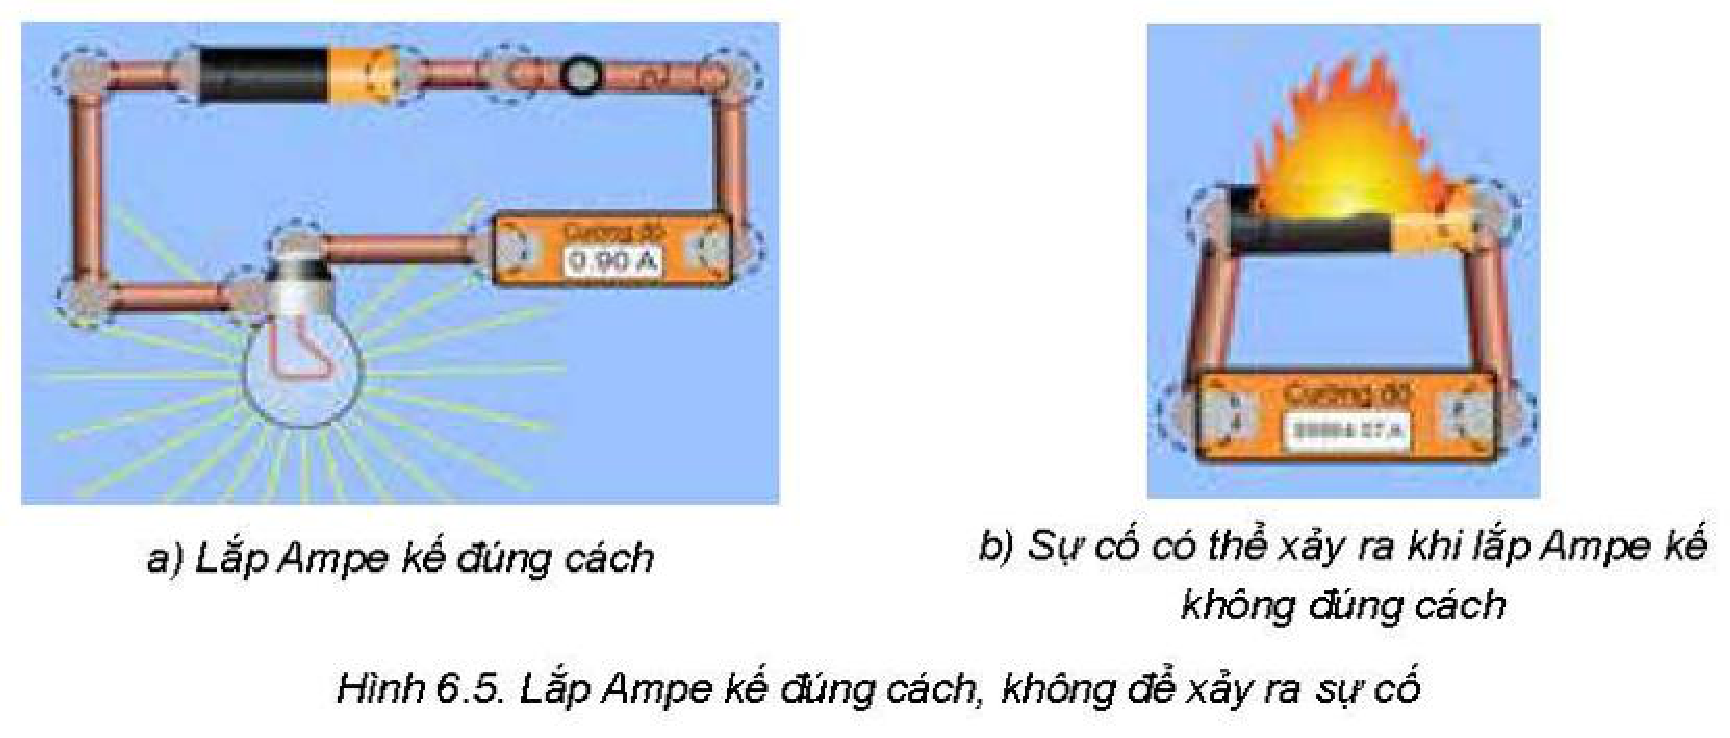 Cường độ
0.90 A
Cường độ
a) Lắp Ampe kế đúng cách
b) Sự cố có thể xảy ra khi lắp Ampe kế
không đúng cách
Hình 6.5. Lắp Ampe kế đúng cách, không để xảy ra sự cố